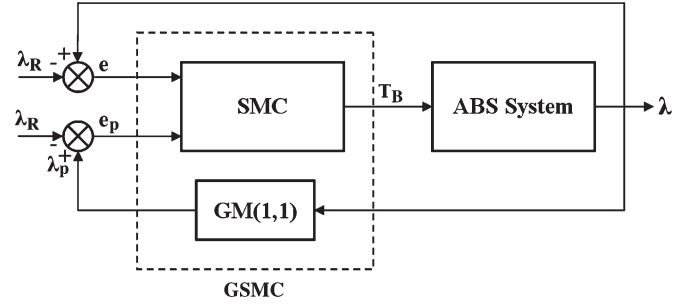 λR
-
+
e
SMC
TB
ABS System
λ
λR
ep
-
+
λp
GM(1,1)
GSMC